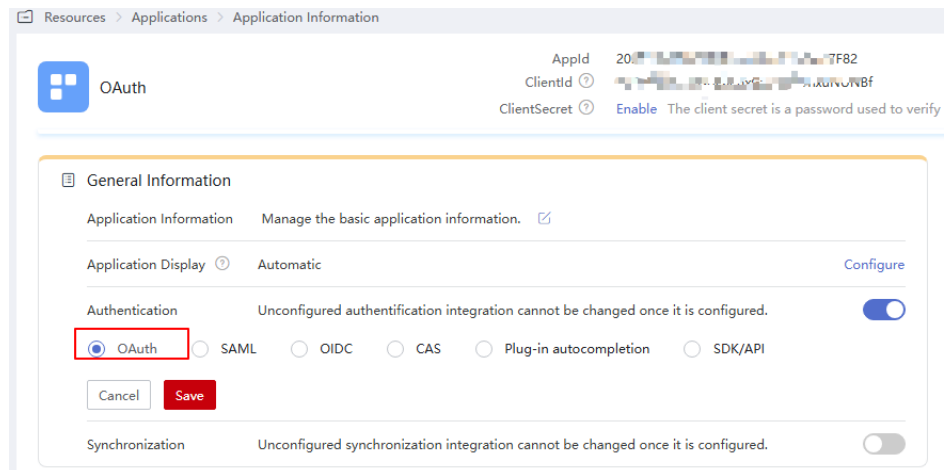 Resources > Applications > Application Information
OAuth
AppId 7F82
ClientId
ClientSecret Enable The client secret is a password used to verify
General Information
Application Information Manage the basic application information.
Application Display Automatic Configure
Authentication Unconfigured authentification integration cannot be changed once it is configured.
OAuth SAML OIDC CAS Plug-in autocompletion SDK/API
Cancel Save
Synchronization Unconfigured synchronization integration cannot be changed once it is configured.